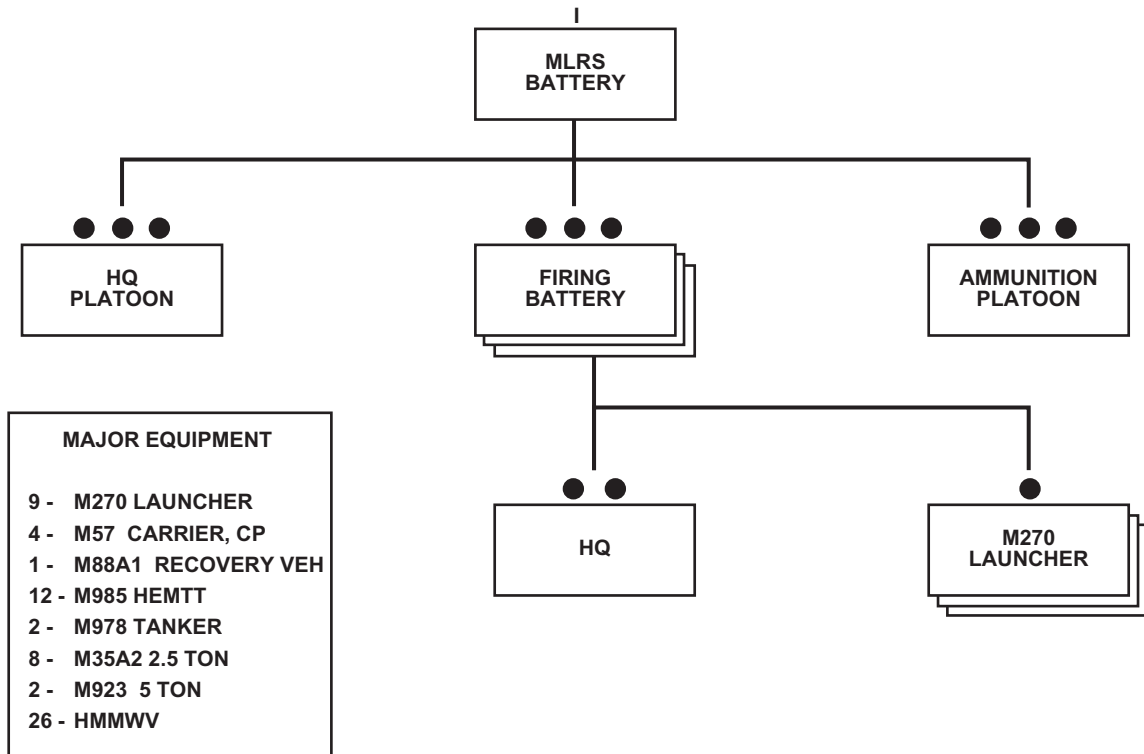 I
MLRS
BATTERY
HQ
PLATOON
FIRING
BATTERY
AMMUNITION
PLATOON
HQ
M270
LAUNCHER
MAJOR EQUIPMENT
9 - M270 LAUNCHER
4 - M57 CARRIER, CP
1 - M88A1 RECOVERY VEH
12 - M985 HEMTT
2 - M978 TANKER
8 - M35A2 2.5 TON
2 - M923 5 TON
26 - HMMWV